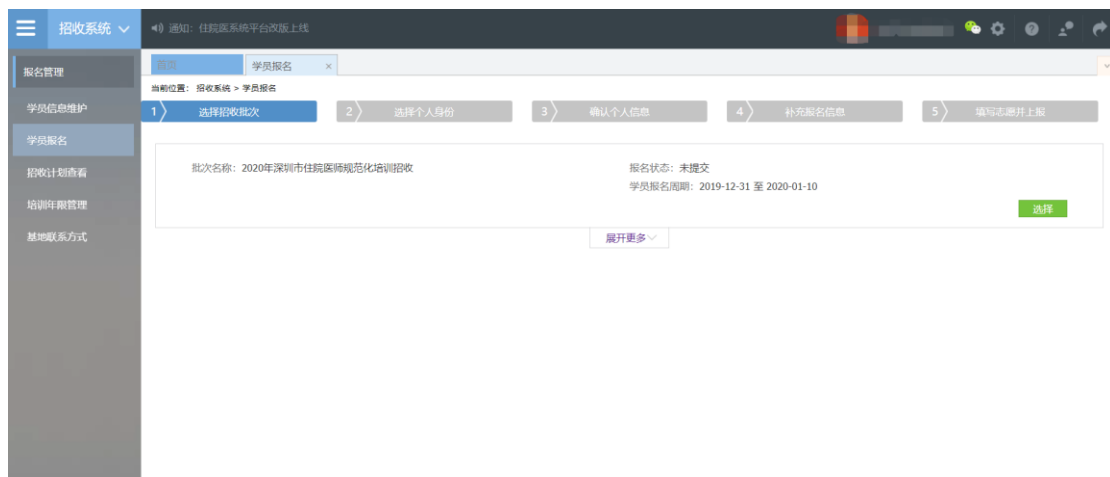 招收系统
通知：住院医系统平台改版上线
报名管理
学员信息维护
学员报名
招收计划查看
培训年限管理
基地联系方式
首页
学员报名 ×
当前位置： 招收系统 > 学员报名
1 选择招收批次
2 选择个人身份
3 确认个人信息
4 补充报名信息
5 填写志愿并上报
批次名称：2020年深圳市住院医师规范化培训招收
报名状态：未提交
学员报名周期：2019-12-31 至 2020-01-10
选择
展开更多